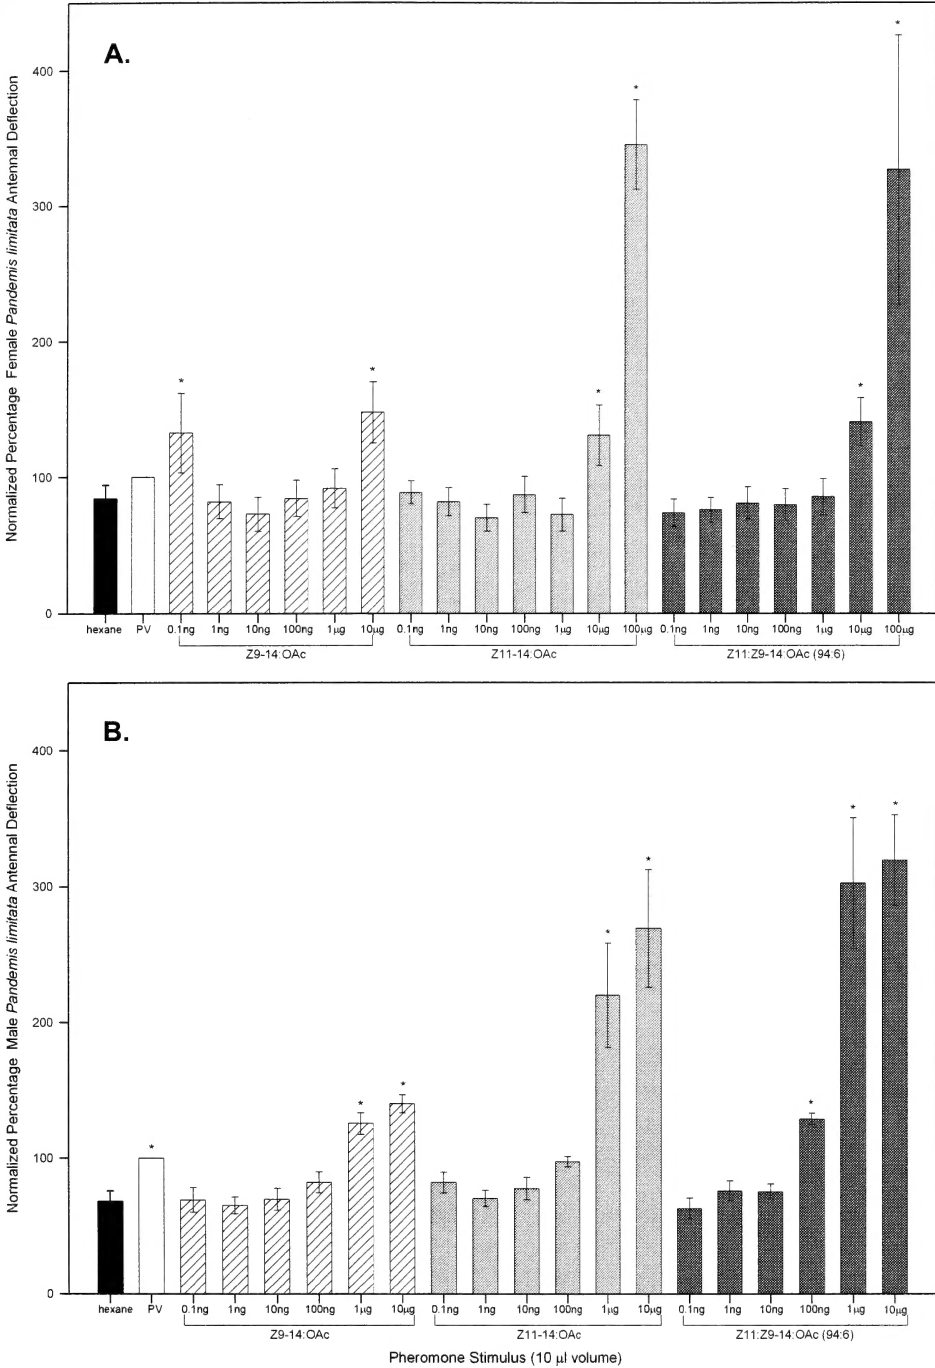 A.
Normalized Percentage Female Pandemis limitata Antennal Deflection
400
300
200
100
0
* * * * * *
hexane PV 0.1ng 1ng 10ng 100ng 1µg 10µg 0.1ng 1ng 10ng 100ng 1µg 10µg 100µg 0.1ng 1ng 10ng 100ng 1µg 10µg 100µg
Z9-14:OAc Z11-14:OAc Z11:Z9-14:OAc (94:6)
B.
Normalized Percentage Male Pandemis limitata Antennal Deflection
400
300
200
100
0
* * * * * * * *
hexane PV 0.1ng 1ng 10ng 100ng 1µg 10µg 0.1ng 1ng 10ng 100ng 1µg 10µg 0.1ng 1ng 10ng 100ng 1µg 10µg
Z9-14:OAc Z11-14:OAc Z11:Z9-14:OAc (94:6)
Pheromone Stimulus (10 µl volume)